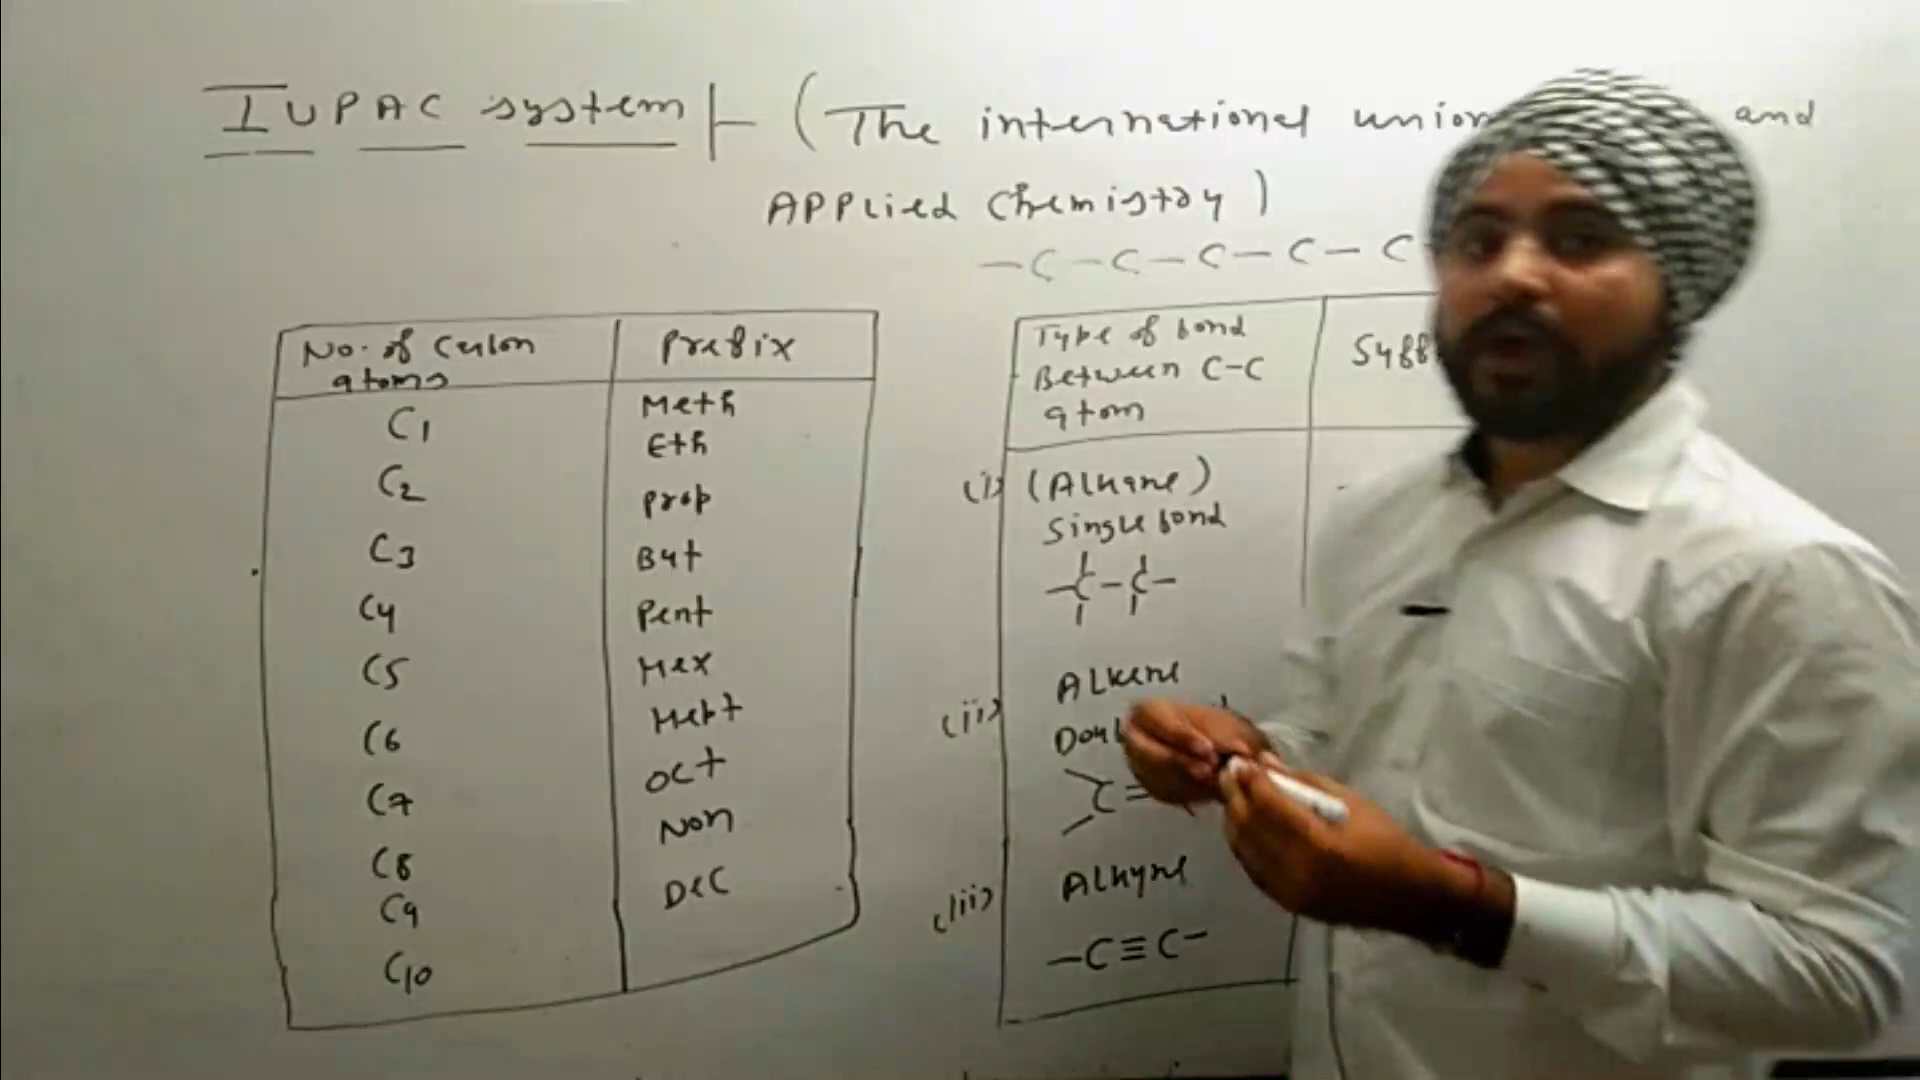 IUPAC system (The international union and
APPlied Chemistry)
-C-C-C-C-C
No. of Carbon
atoms
Prefix
C1
Meth
C2
Eth
C3
Prop
C4
But
C5
Pent
C6
Hex
C7
Hept
C8
Oct
C9
Non
C10
Dec
Type of bond
Between C-C
atom
Suff
(i) (Alkane)
Single bond
-C-C-
(ii) Alkene
Dou
C=
(iii) Alkyne
-C≡C-